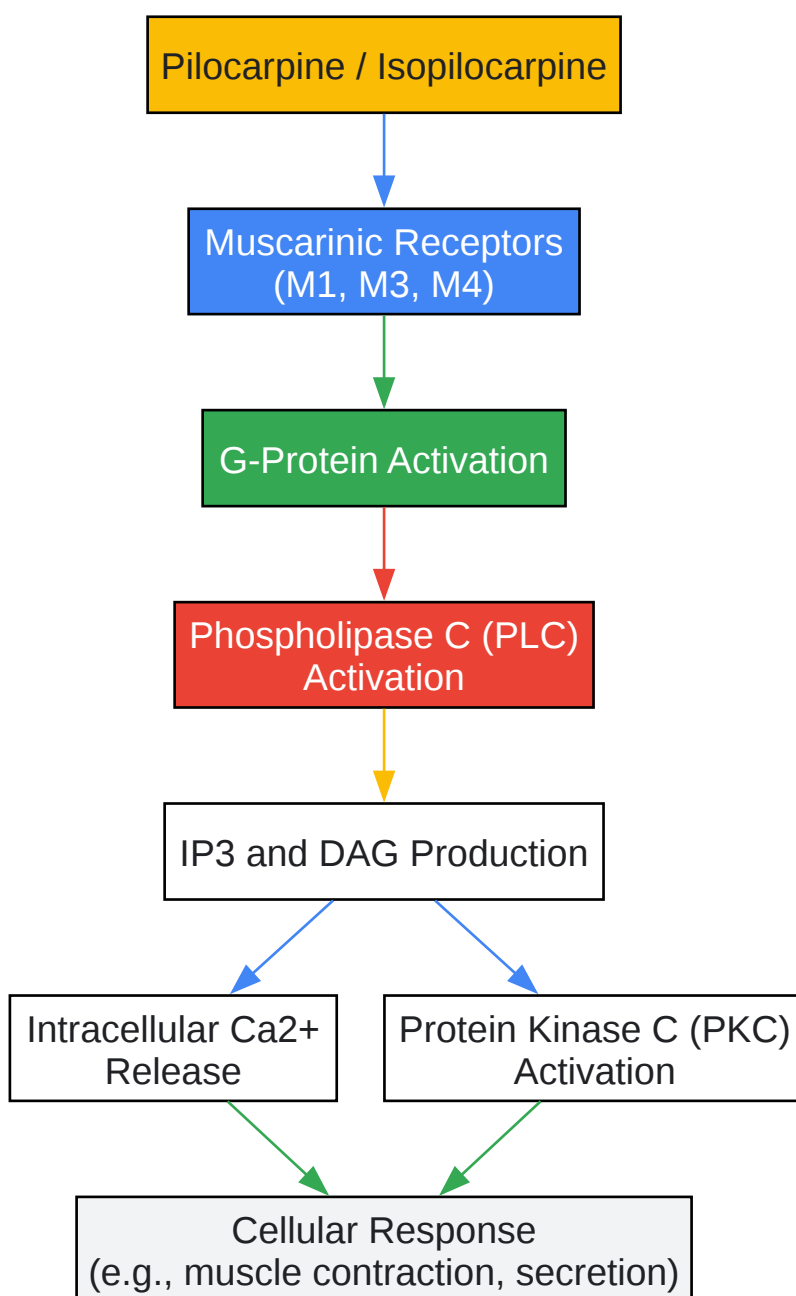 Pilocarpine / Isopilocarpine
Muscarinic Receptors
(M1, M3, M4)
G-Protein Activation
Phospholipase C (PLC)
Activation
IP3 and DAG Production
Intracellular Ca2+
Release
Protein Kinase C (PKC)
Activation
Cellular Response
(e.g., muscle contraction, secretion)